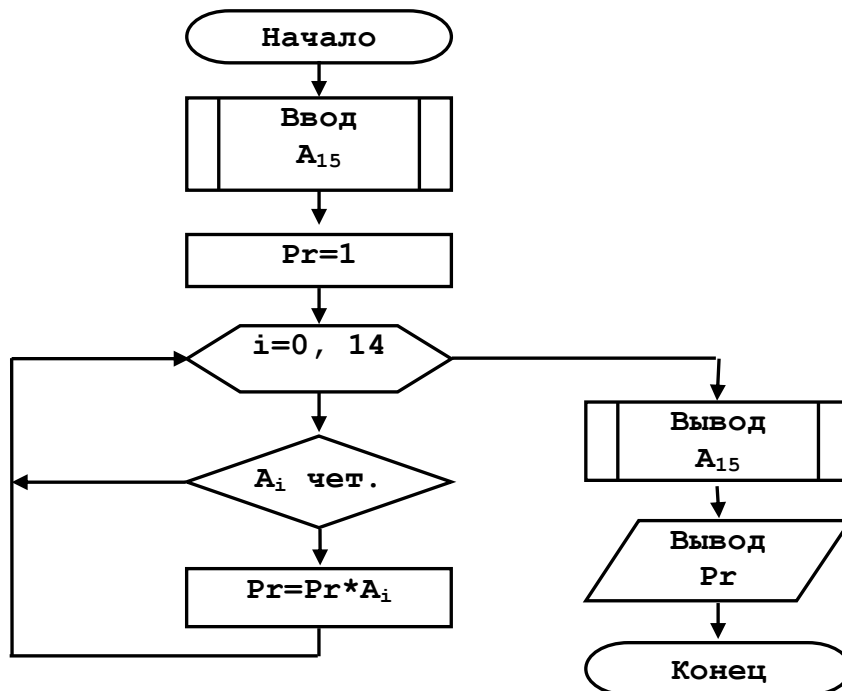 Начало
Ввод
A₁₅
Pr=1
i=0, 14
Aᵢ чет.
Pr=Pr*Aᵢ
Вывод
A₁₅
Вывод
Pr
Конец